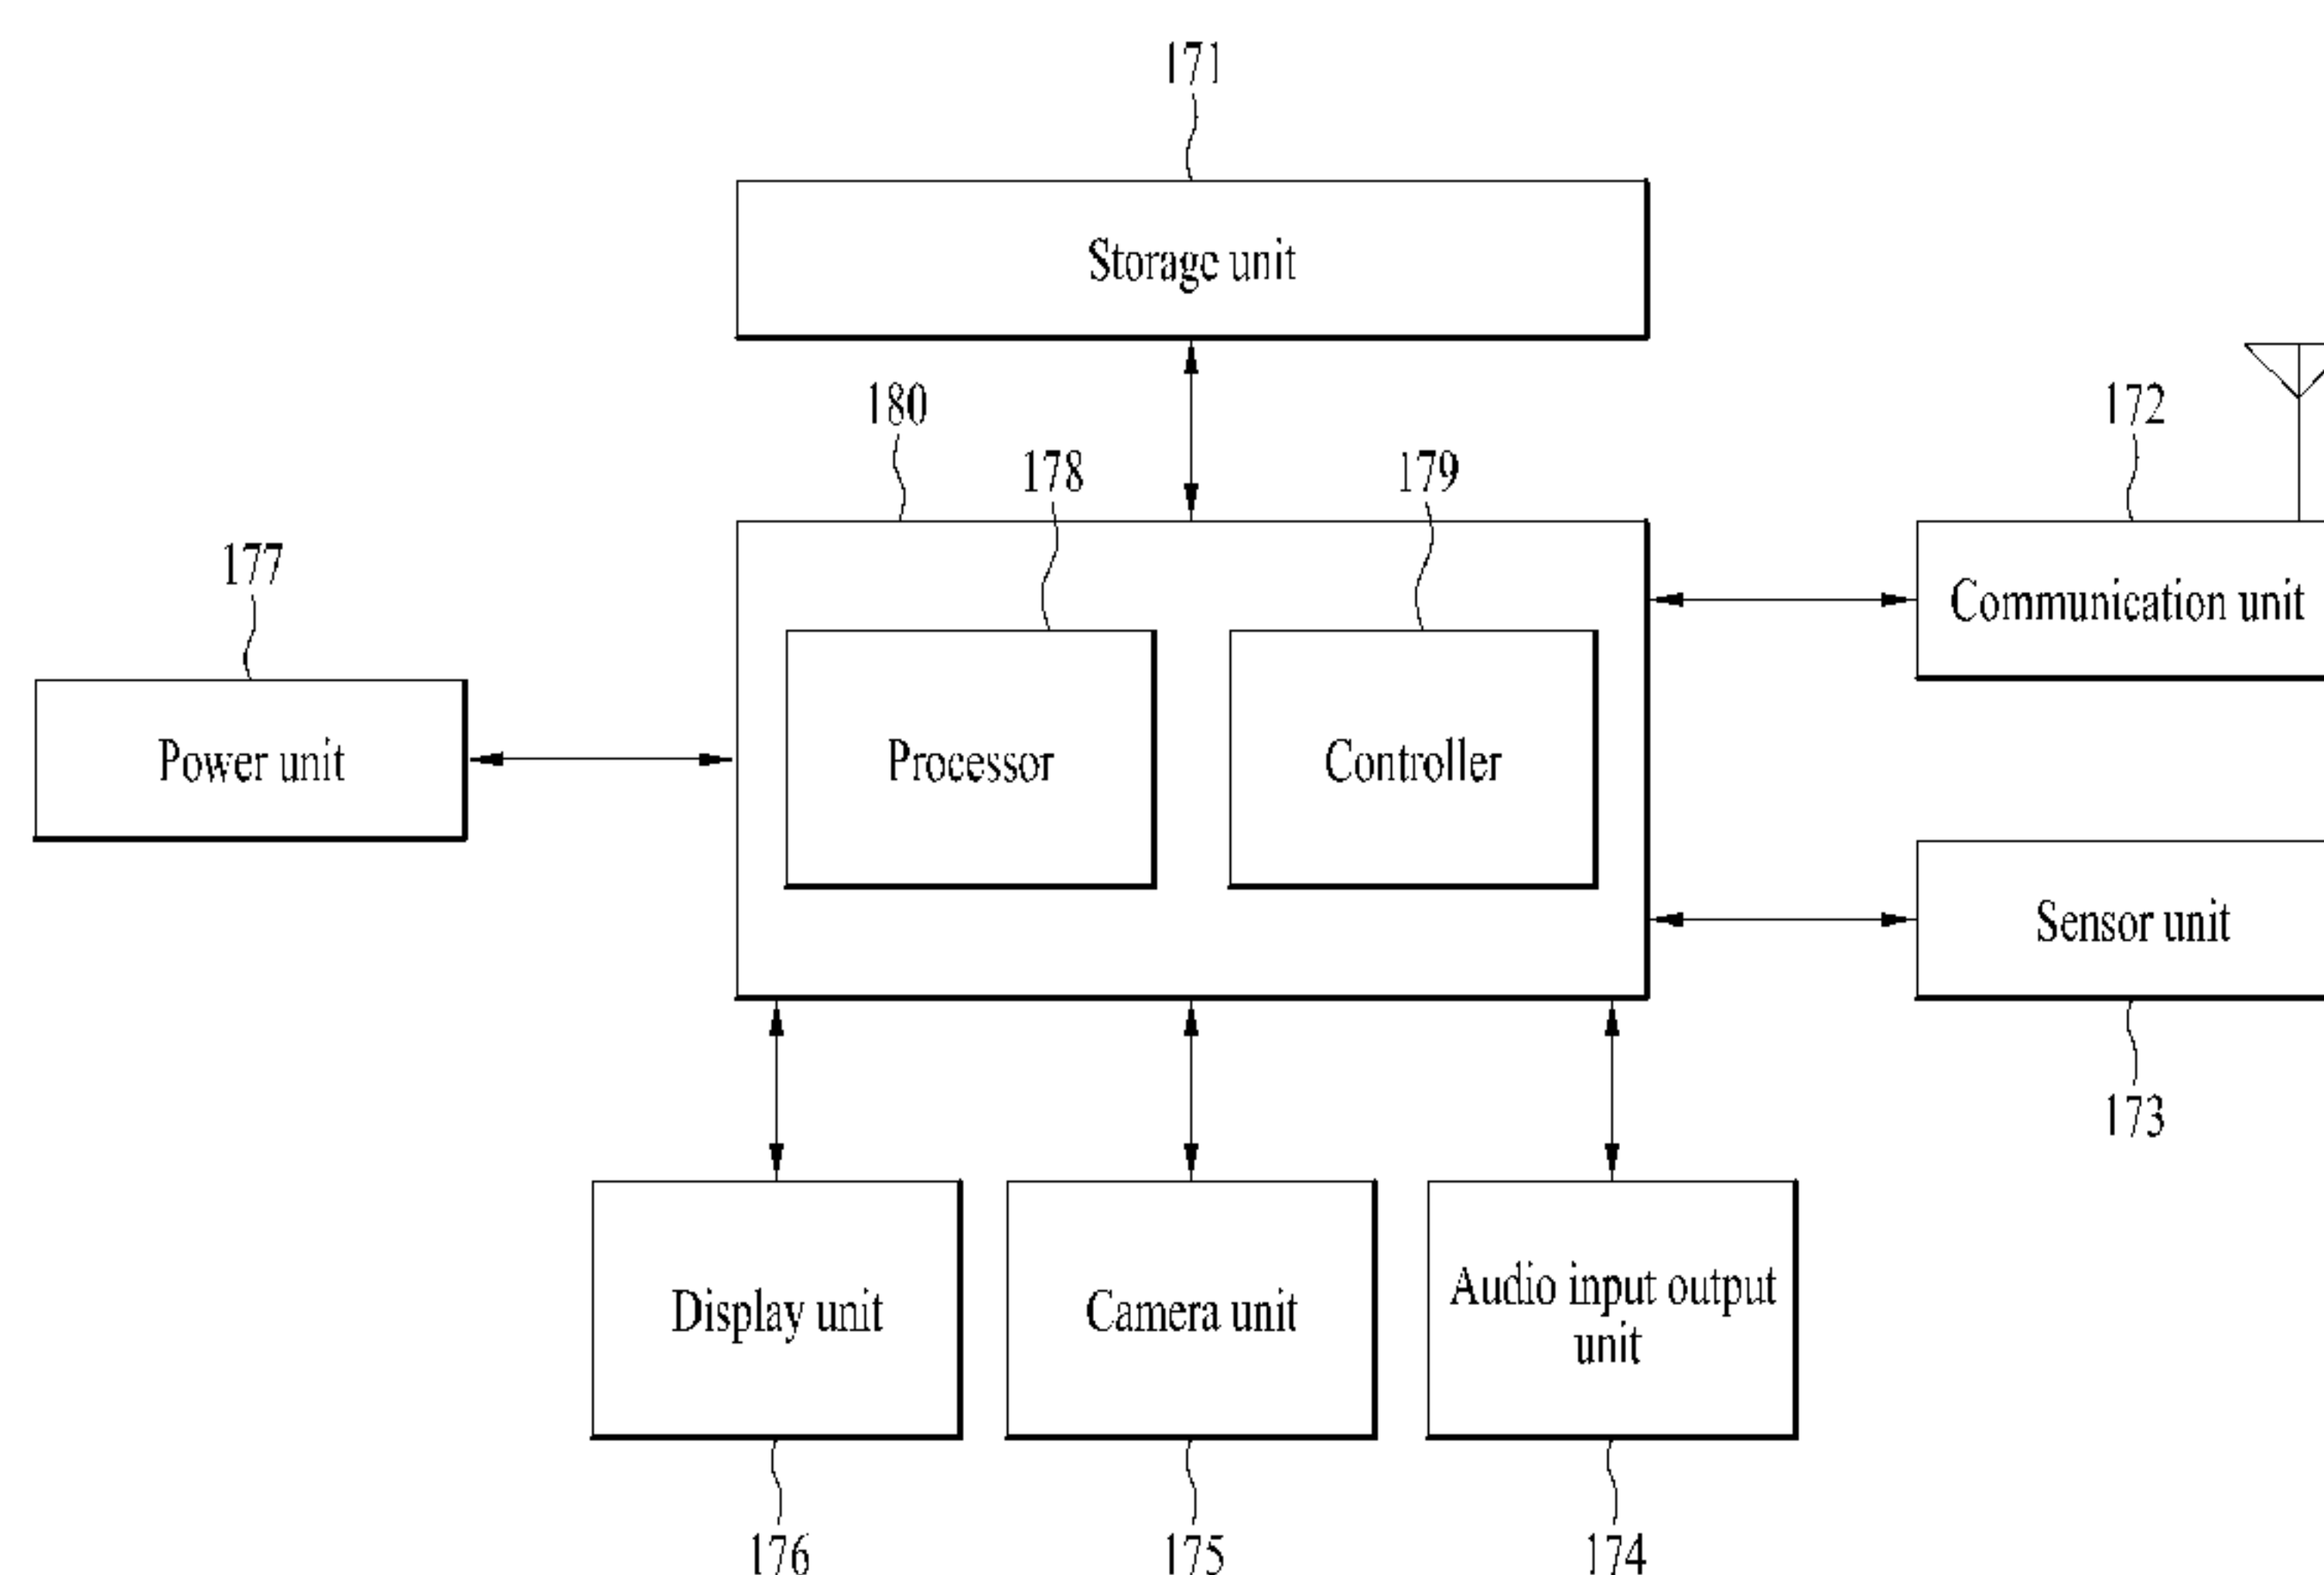 171
Storage unit
180
178
179
172
177
Communication unit
Power unit
Processor
Controller
Sensor unit
173
Display unit
Camera unit
Audio input output
unit
176
175
174